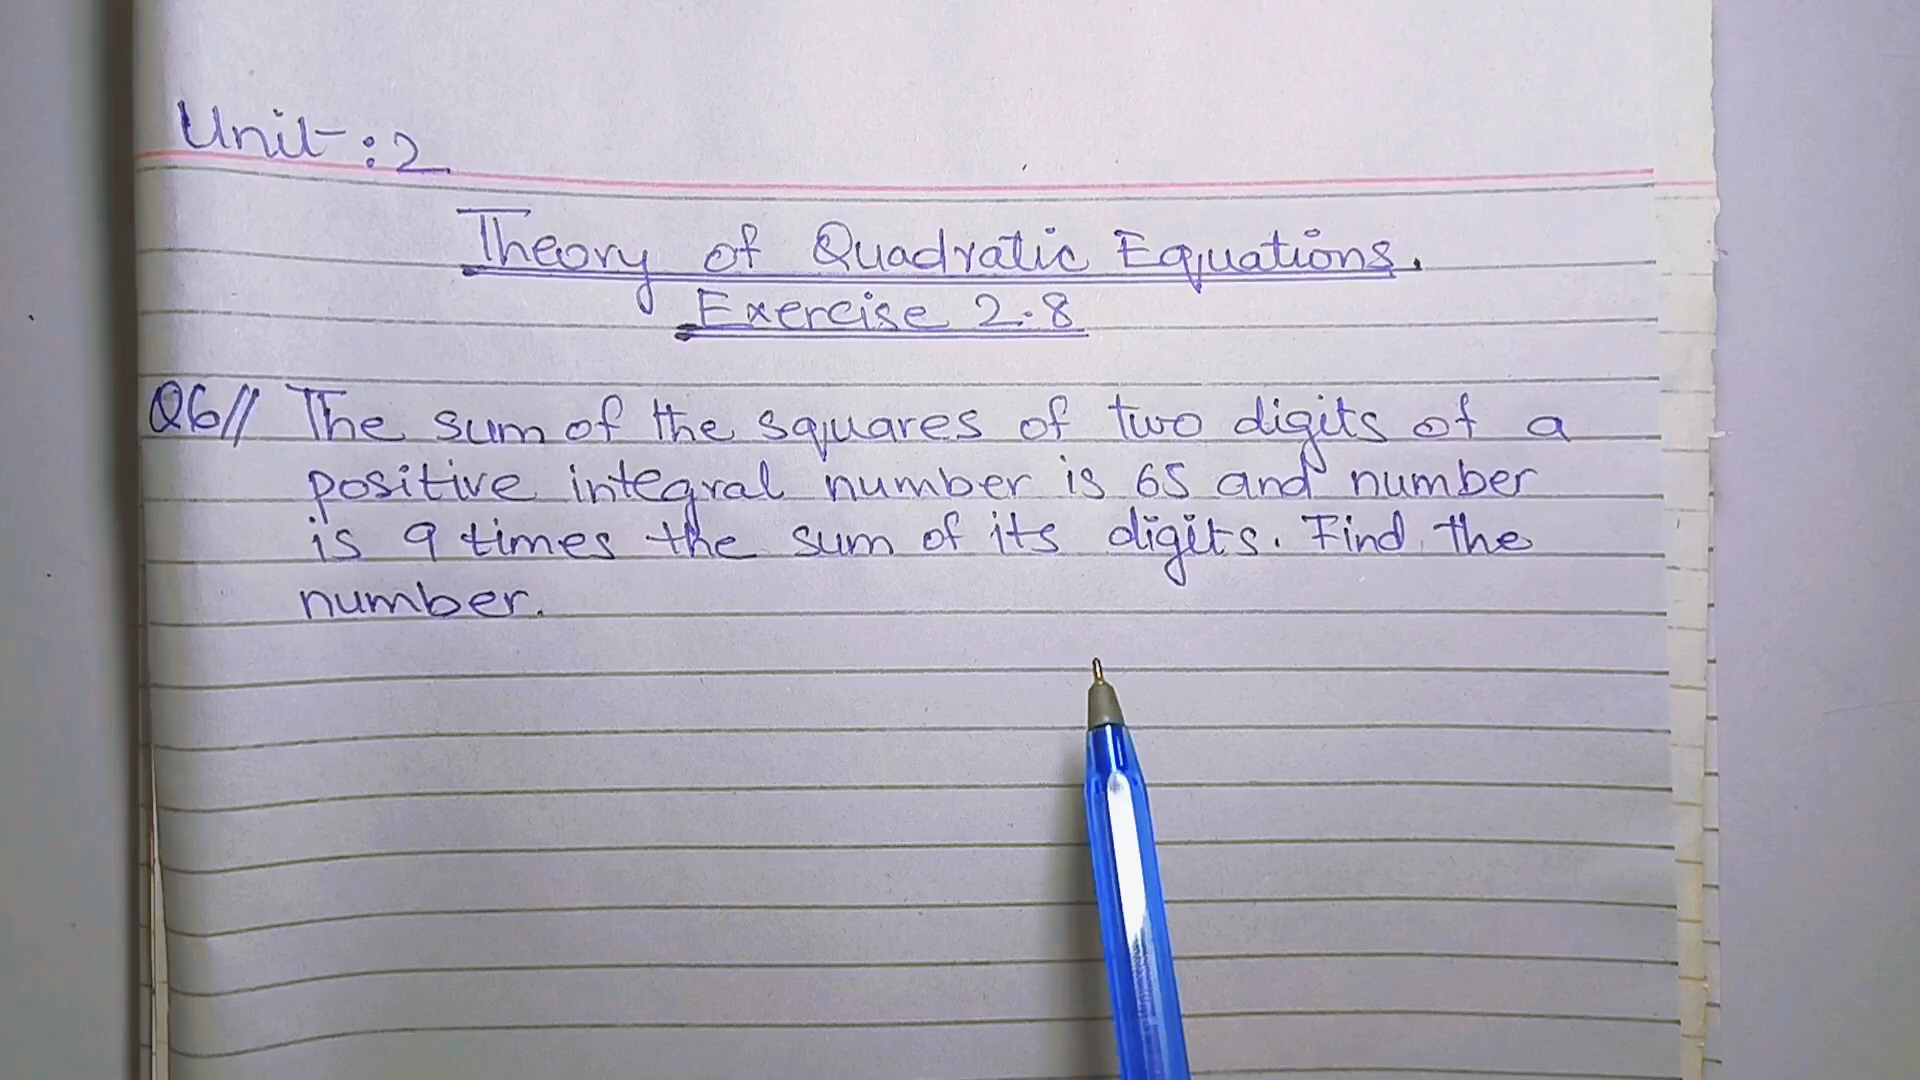 Unit :2
Theory of Quadratic Equations.
Exercise 2.8
Q6// The sum of the squares of two digits of a
positive integral number is 65 and number
is 9 times the sum of its digits. Find the
number.